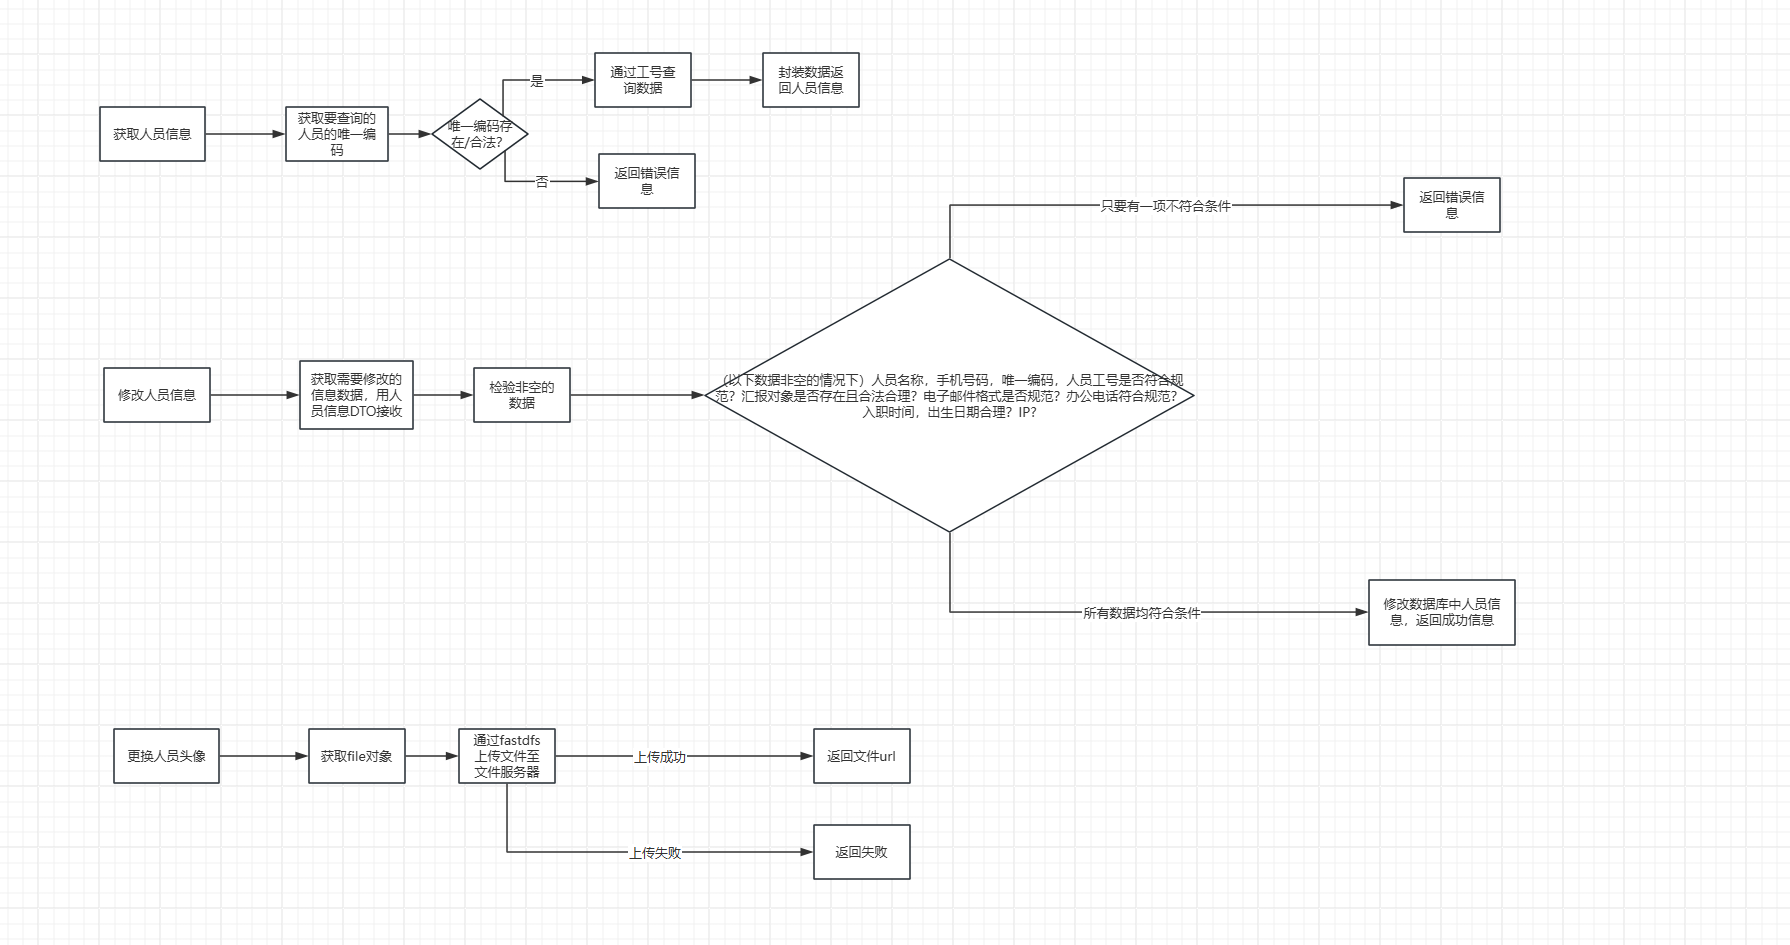 获取人员信息
获取要查询的
人员的唯一编
码
唯一编码存
在/合法？
是
通过工号查
询数据
封装数据返
回人员信息
否
返回错误信
息
只要有一项不符合条件
返回错误信
息
修改人员信息
获取需要修改的
信息数据，用人
员信息DTO接收
检验非空的
数据
（以下数据非空的情况下）人员名称，手机号码，唯一编码，人员工号是否符合规
范？汇报对象是否存在且合法合理？电子邮件格式是否规范？办公电话符合规范？
入职时间，出生日期合理？IP？
所有数据均符合条件
修改数据库中人员信
息，返回成功信息
更换人员头像
获取file对象
通过fastdfs
上传文件至
文件服务器
上传成功
返回文件url
上传失败
返回失败